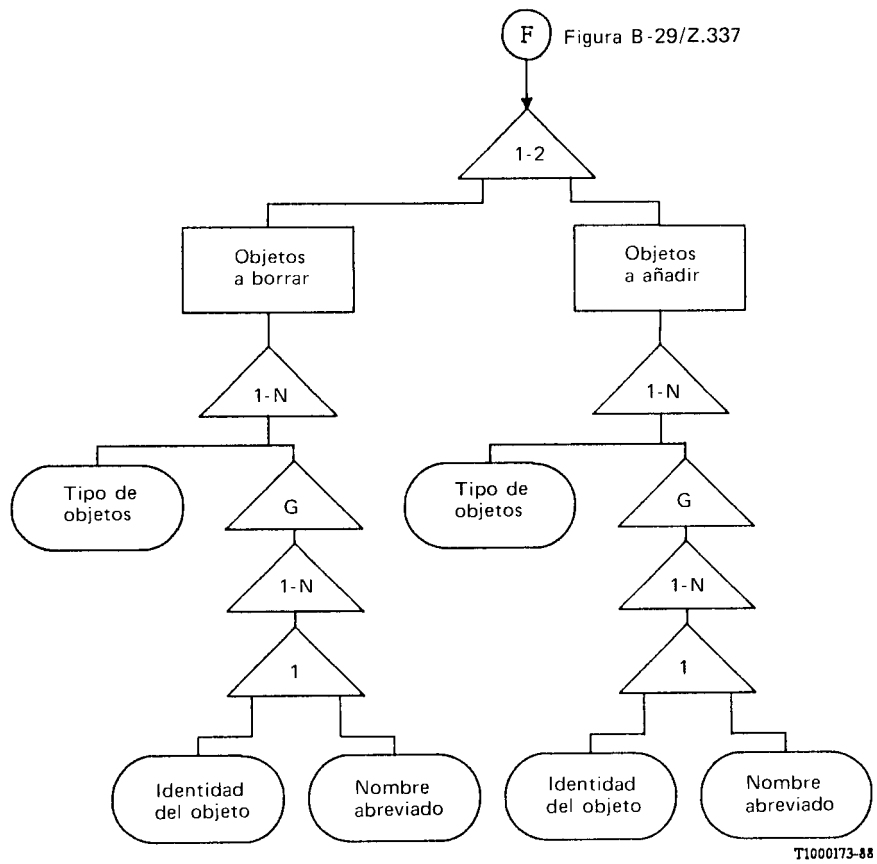 F
Figura B-29/Z.337
1-2
Objetos
a borrar
Objetos
a añadir
1-N
1-N
Tipo de
objetos
G
Tipo de
objetos
G
1-N
1-N
1
1
Identidad
del objeto
Nombre
abreviado
Identidad
del objeto
Nombre
abreviado
T1000173-88